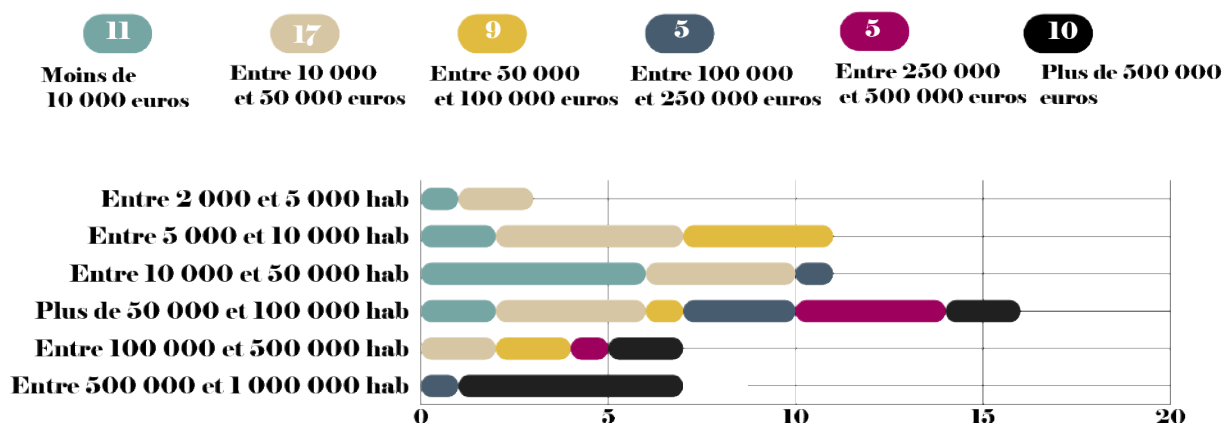 11 17 9 5 5 10
Moins de
10 000 euros
Entre 10 000
et 50 000 euros
Entre 50 000
et 100 000 euros
Entre 100 000
et 250 000 euros
Entre 250 000
et 500 000 euros
Plus de 500 000
euros
Entre 2 000 et 5 000 hab
Entre 5 000 et 10 000 hab
Entre 10 000 et 50 000 hab
Plus de 50 000 et 100 000 hab
Entre 100 000 et 500 000 hab
Entre 500 000 et 1 000 000 hab
0 5 10 15 20